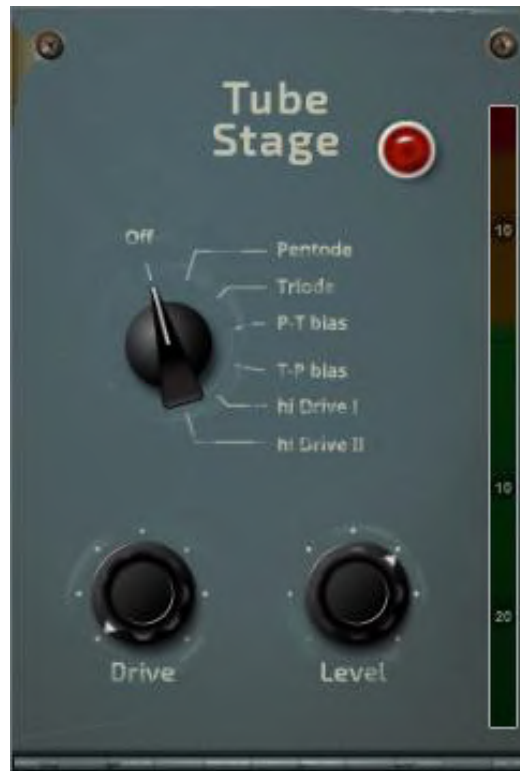 Tube
Stage
Off
Pentode
Triode
P-T bias
T-P bias
hi Drive I
hi Drive II
10
10
20
Drive
Level